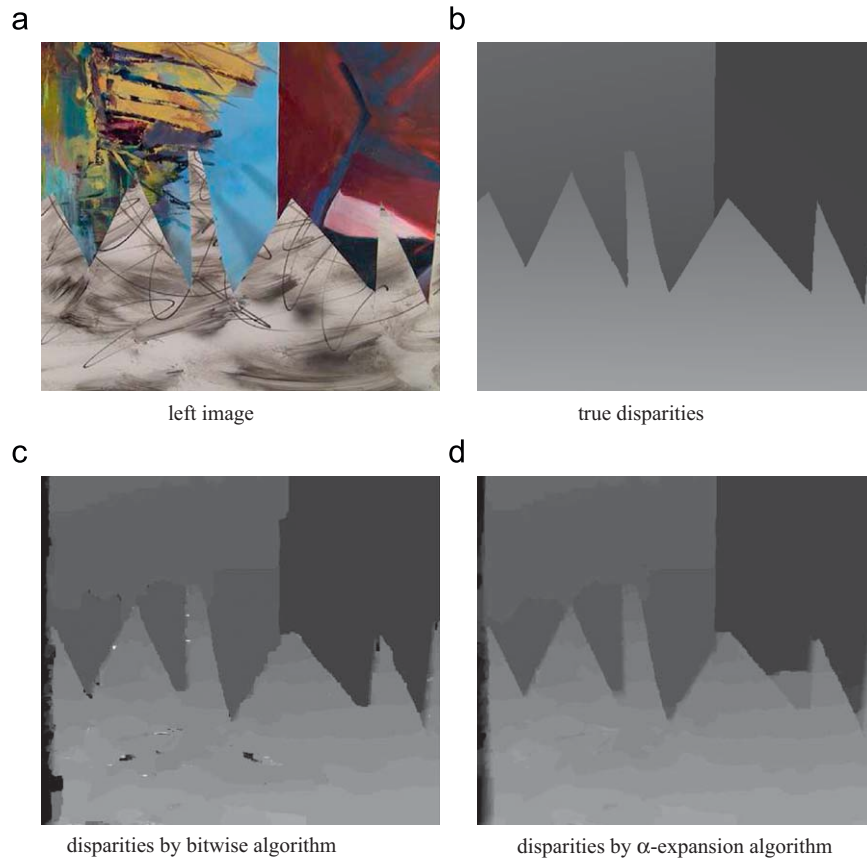 a
b
left image
true disparities
c
d
disparities by bitwise algorithm
disparities by α-expansion algorithm